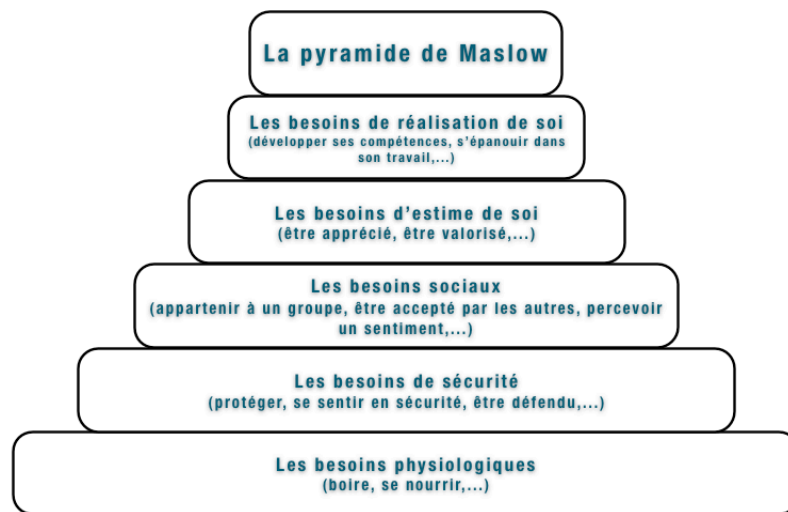 La pyramide de Maslow
Les besoins de réalisation de soi
(développer ses compétences, s'épanouir dans
son travail,...)
Les besoins d'estime de soi
(être apprécié, être valorisé,...)
Les besoins sociaux
(appartenir à un groupe, être accepté par les autres, percevoir
un sentiment,...)
Les besoins de sécurité
(protéger, se sentir en sécurité, être défendu,...)
Les besoins physiologiques
(boire, se nourrir,...)